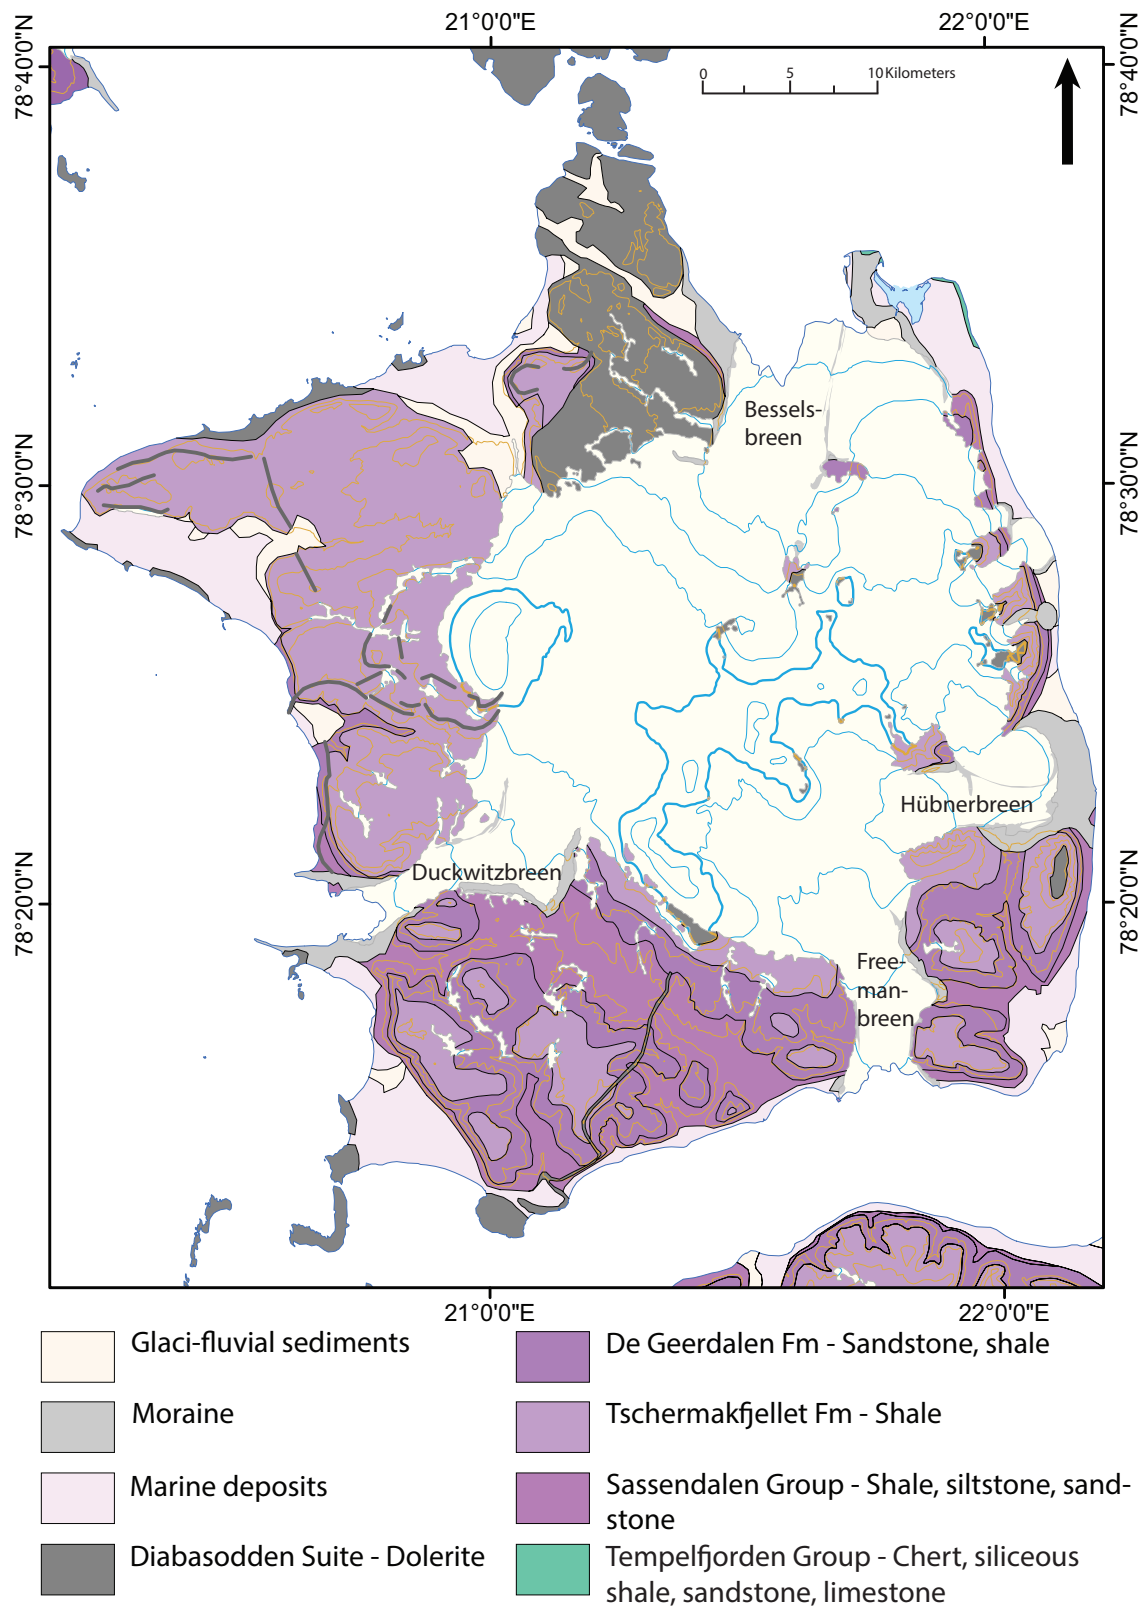 21°0'0"E
22°0'0"E
78°40'0"N
78°40'0"N
0
5
10 Kilometers
Bessels-
breen
78°30'0"N
78°30'0"N
Hübnerbreen
Duckwitzbreen
78°20'0"N
78°20'0"N
Free-
man-
breen
21°0'0"E
22°0'0"E
Glaci-fluvial sediments
Moraine
Marine deposits
Diabasodden Suite - Dolerite
De Geerdalen Fm - Sandstone, shale
Tschermakfjellet Fm - Shale
Sassendalen Group - Shale, siltstone, sand-
stone
Tempelfjorden Group - Chert, siliceous
shale, sandstone, limestone